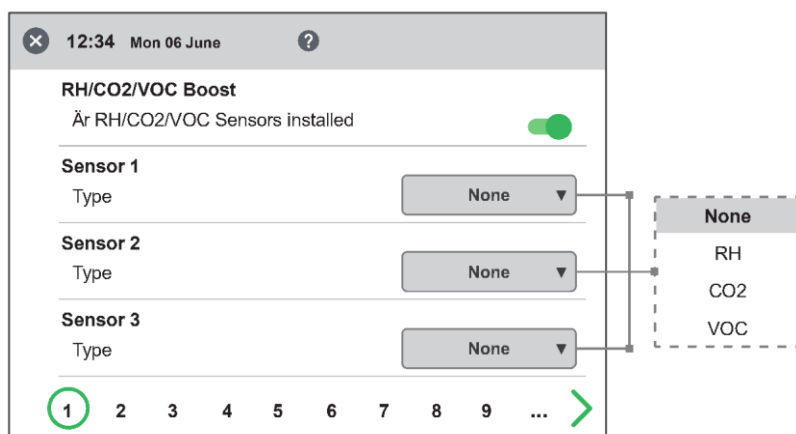 12:34 Mon 06 June ?
RH/CO2/VOC Boost
Är RH/CO2/VOC Sensors installed
Sensor 1
Type None ▼
Sensor 2
Type None ▼
Sensor 3
Type None ▼
None
RH
CO2
VOC
1 2 3 4 5 6 7 8 9 ...